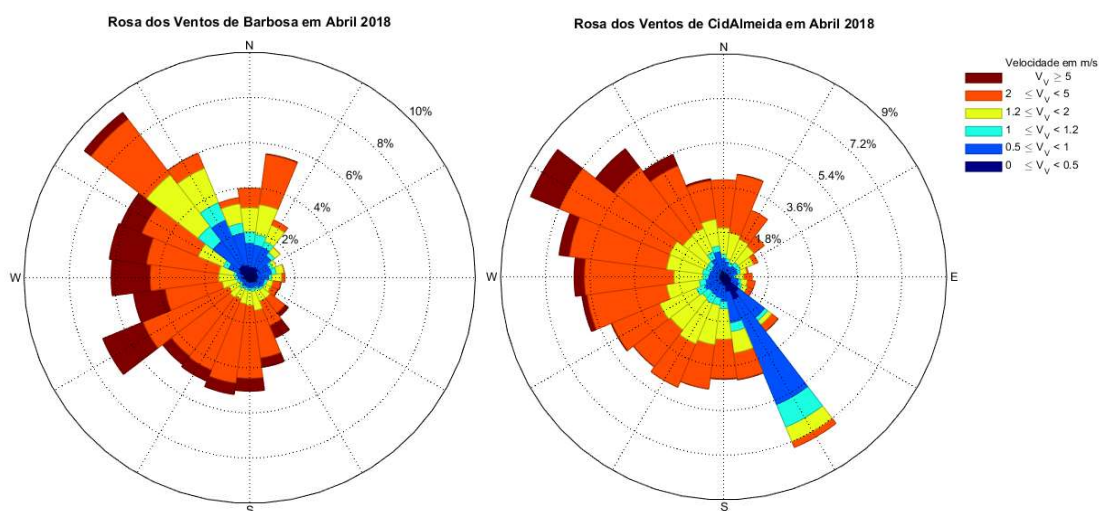 Rosa dos Ventos de Barbosa em Abril 2018
N
10%
8%
6%
4%
2%
W
S
Rosa dos Ventos de CidAlmeida em Abril 2018
N
9%
7.2%
5.4%
3.6%
1.8%
W
E
S
Velocidade em m/s
V_V ≥ 5
2 ≤ V_V < 5
1.2 ≤ V_V < 2
1 ≤ V_V < 1.2
0.5 ≤ V_V < 1
0 ≤ V_V < 0.5